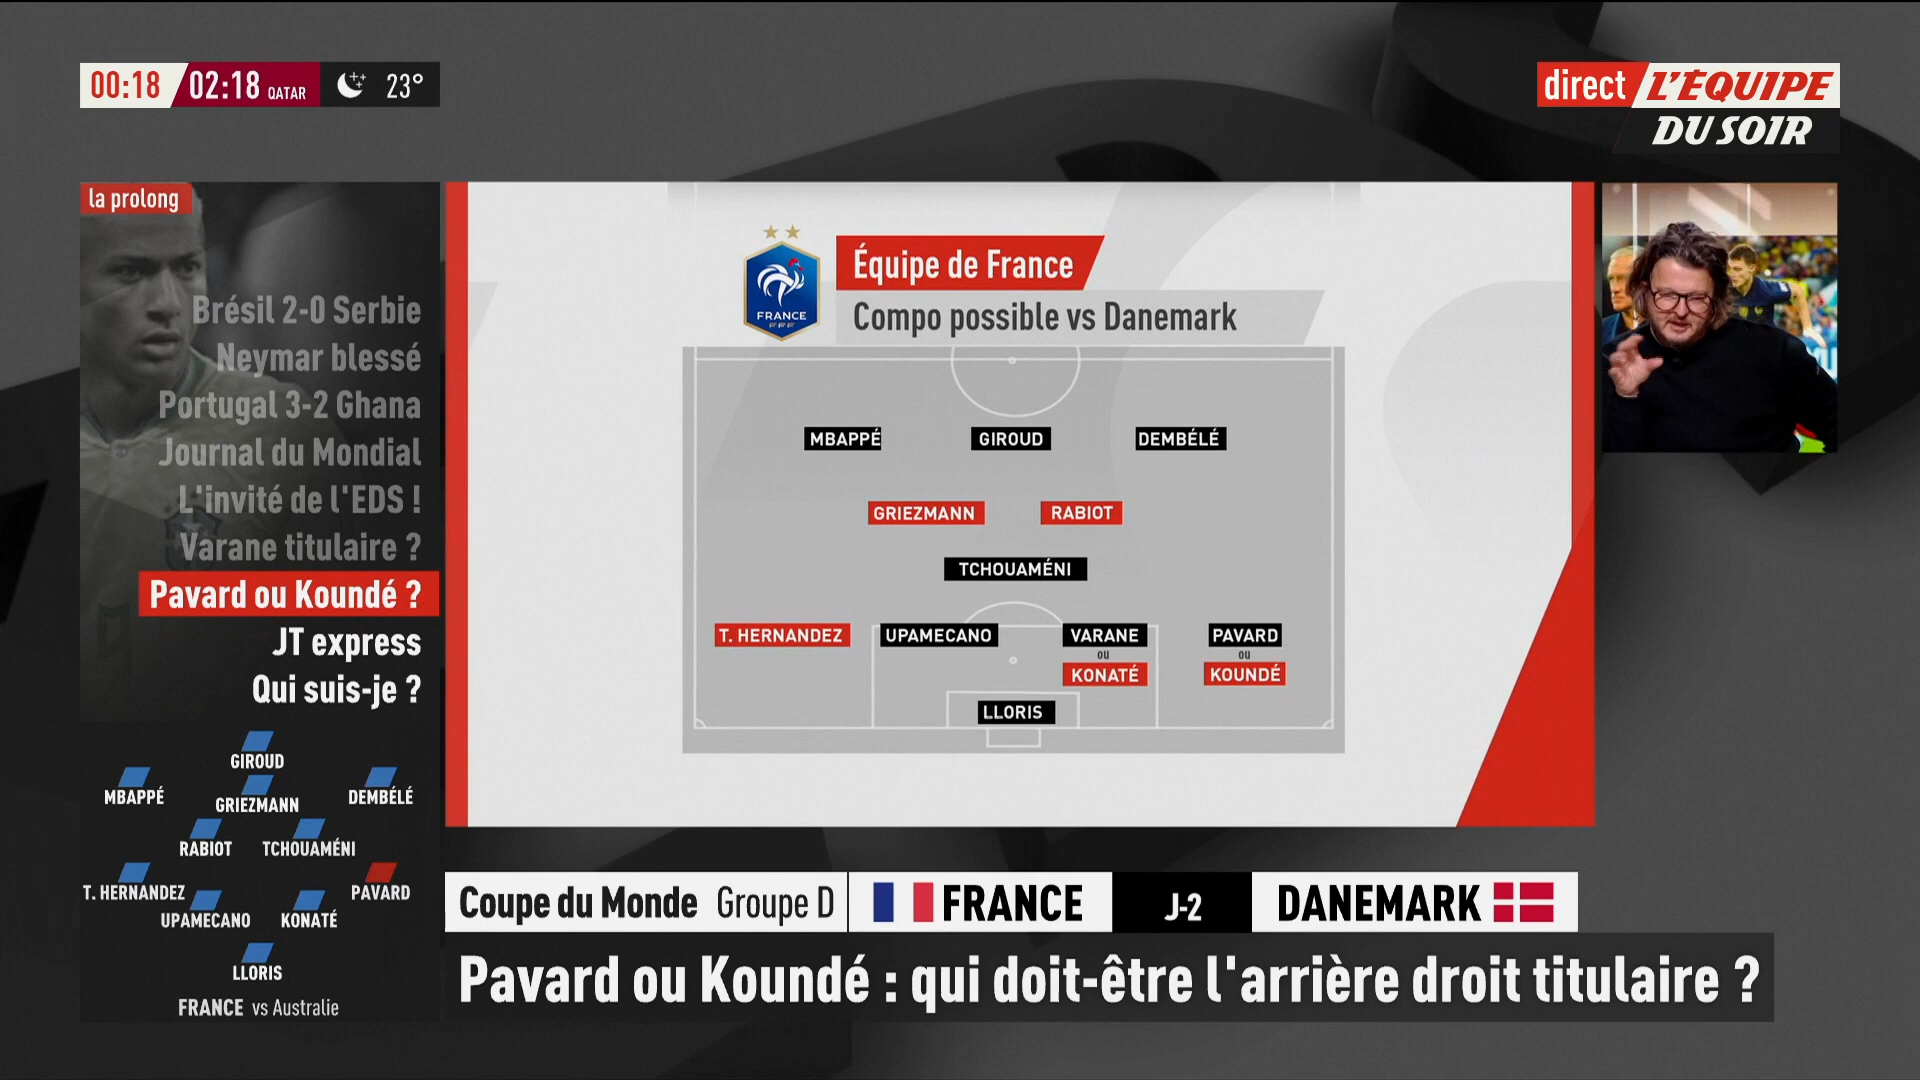 00:18 02:18 QATAR 23°
direct L'ÉQUIPE
DU SOIR
la prolong
Brésil 2-0 Serbie
Neymar blessé
Portugal 3-2 Ghana
Journal du Mondial
L'invité de l'EDS !
Varane titulaire ?
Pavard ou Koundé ?
JT express
Qui suis-je ?
GIROUD
MBAPPÉ GRIEZMANN DEMBÉLÉ
RABIOT TCHOUAMÉNI
T. HERNANDEZ PAVARD
UPAMECANO KONATÉ
LLORIS
FRANCE vs Australie
FRANCE
FFF
Équipe de France
Compo possible vs Danemark
MBAPPÉ GIROUD DEMBÉLÉ
GRIEZMANN RABIOT
TCHOUAMÉNI
T. HERNANDEZ UPAMECANO VARANE PAVARD
ou ou
KONATÉ KOUNDÉ
LLORIS
Coupe du Monde Groupe D FRANCE J-2 DANEMARK
Pavard ou Koundé : qui doit-être l'arrière droit titulaire ?